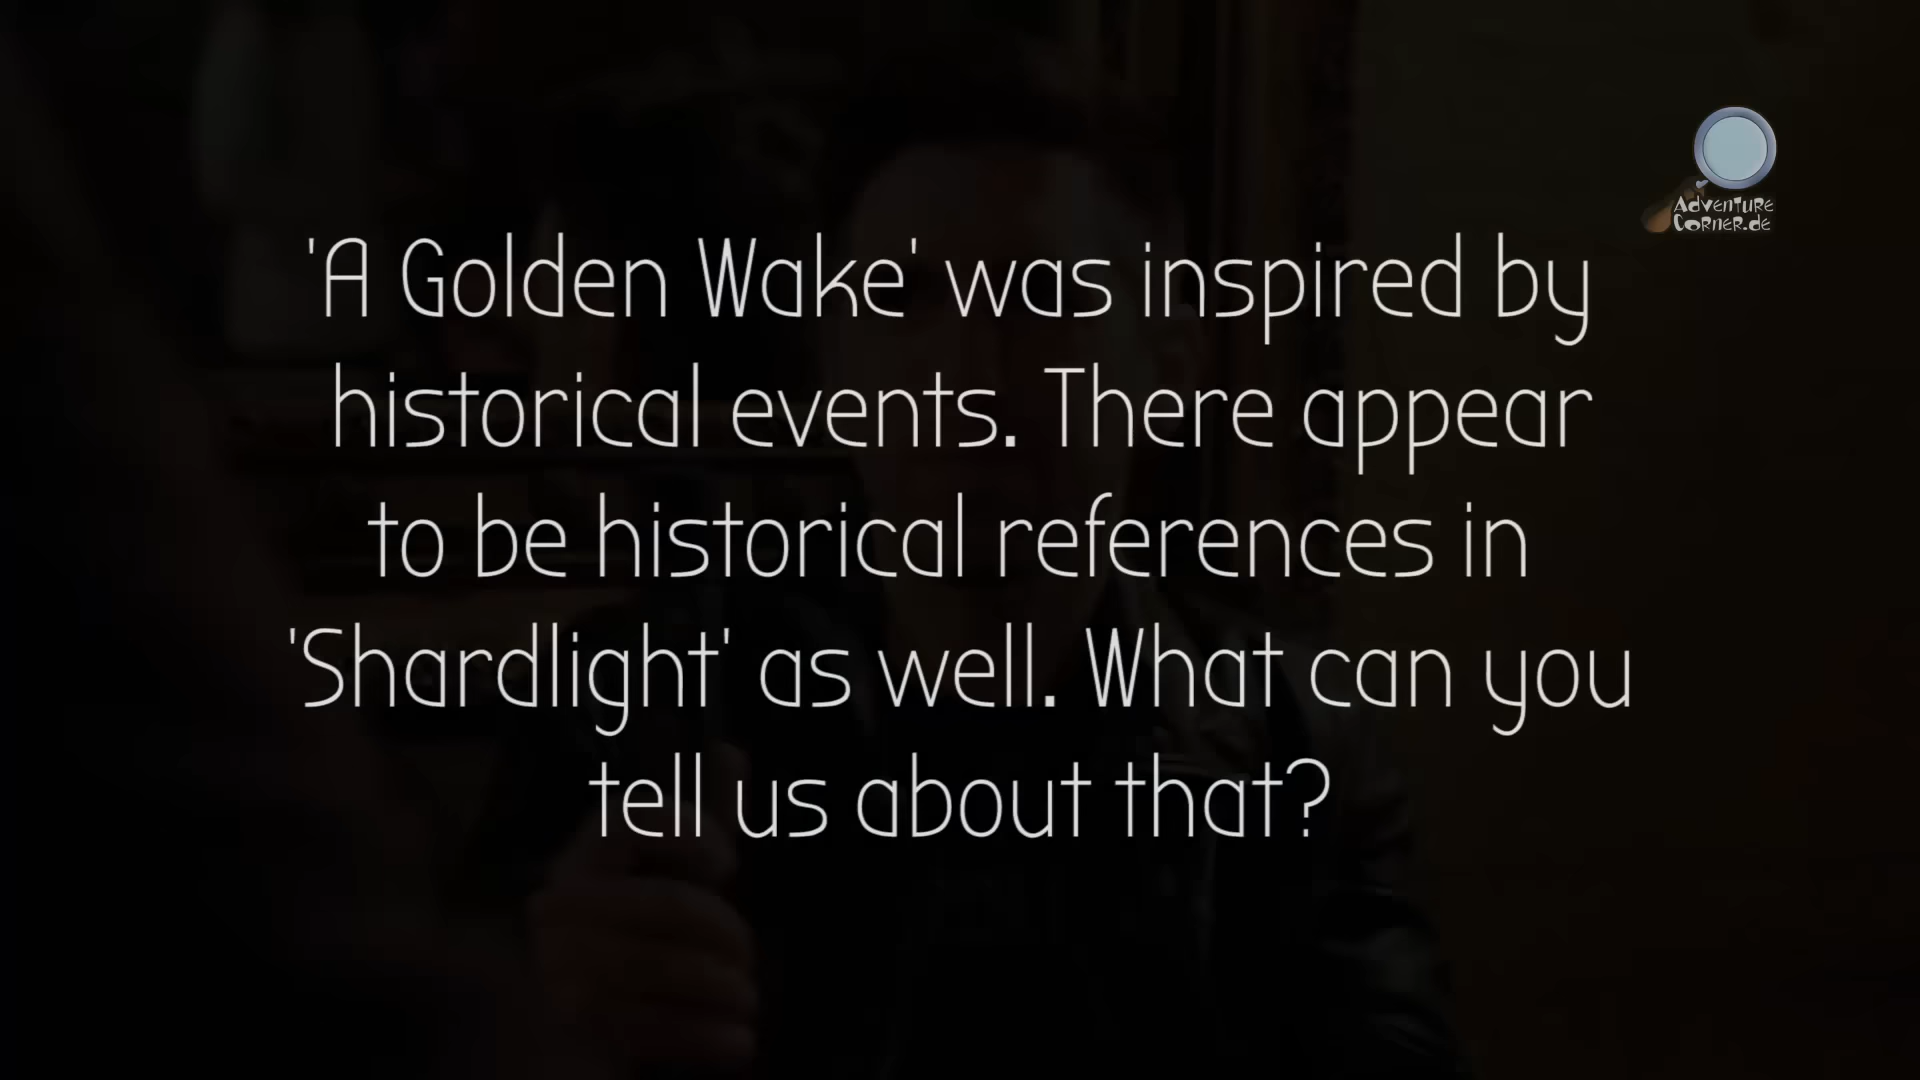 ADVENTURE
CORNER.de
'A Golden Wake' was inspired by
historical events. There appear
to be historical references in
'Shardlight' as well. What can you
tell us about that?